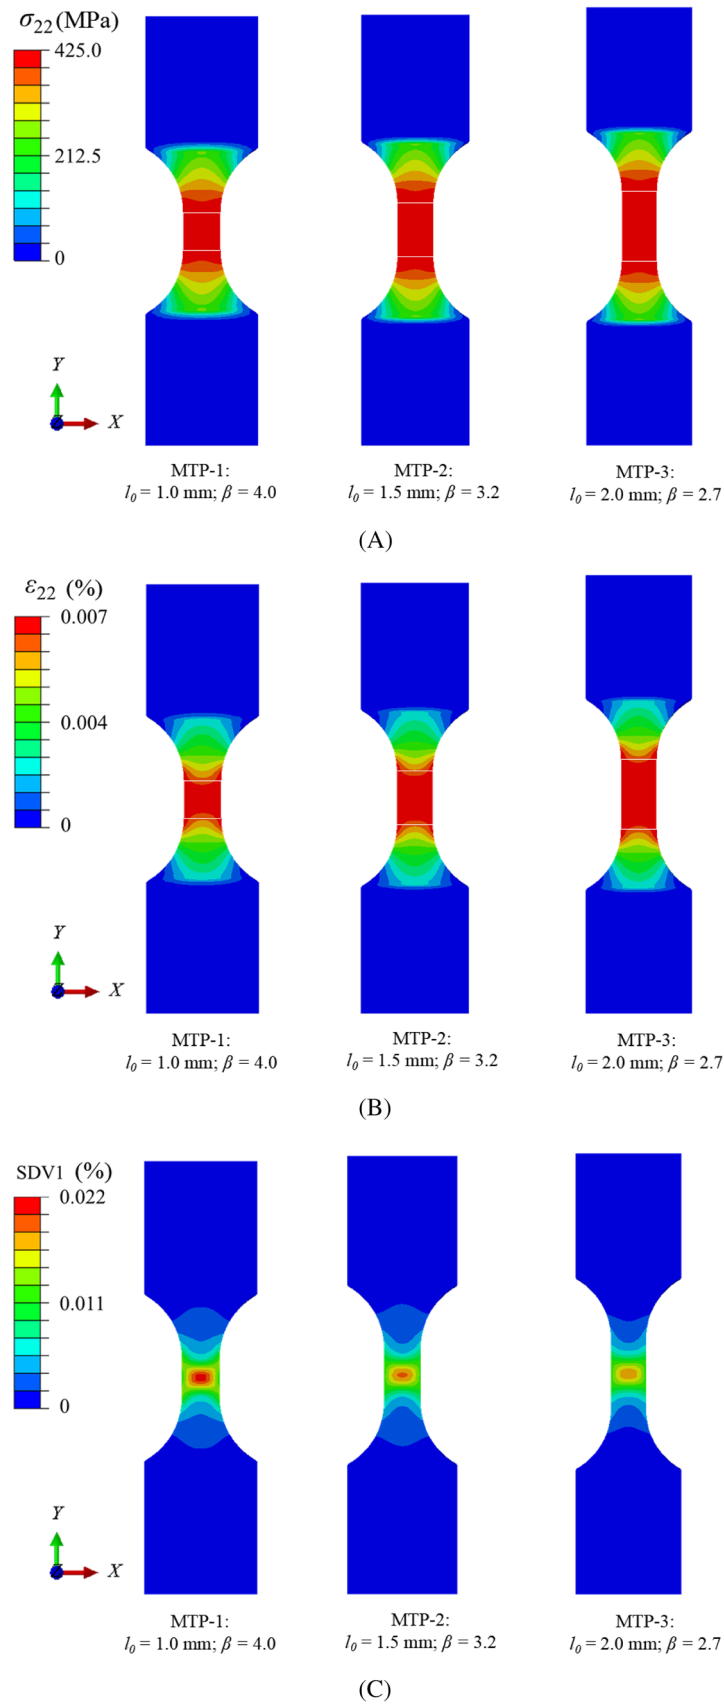 σ22 (MPa)
425.0
212.5
0
Y
X
MTP-1:
l0 = 1.0 mm; β = 4.0
MTP-2:
l0 = 1.5 mm; β = 3.2
MTP-3:
l0 = 2.0 mm; β = 2.7
(A)
ε22 (%)
0.007
0.004
0
Y
X
MTP-1:
l0 = 1.0 mm; β = 4.0
MTP-2:
l0 = 1.5 mm; β = 3.2
MTP-3:
l0 = 2.0 mm; β = 2.7
(B)
SDV1 (%)
0.022
0.011
0
Y
X
MTP-1:
l0 = 1.0 mm; β = 4.0
MTP-2:
l0 = 1.5 mm; β = 3.2
MTP-3:
l0 = 2.0 mm; β = 2.7
(C)